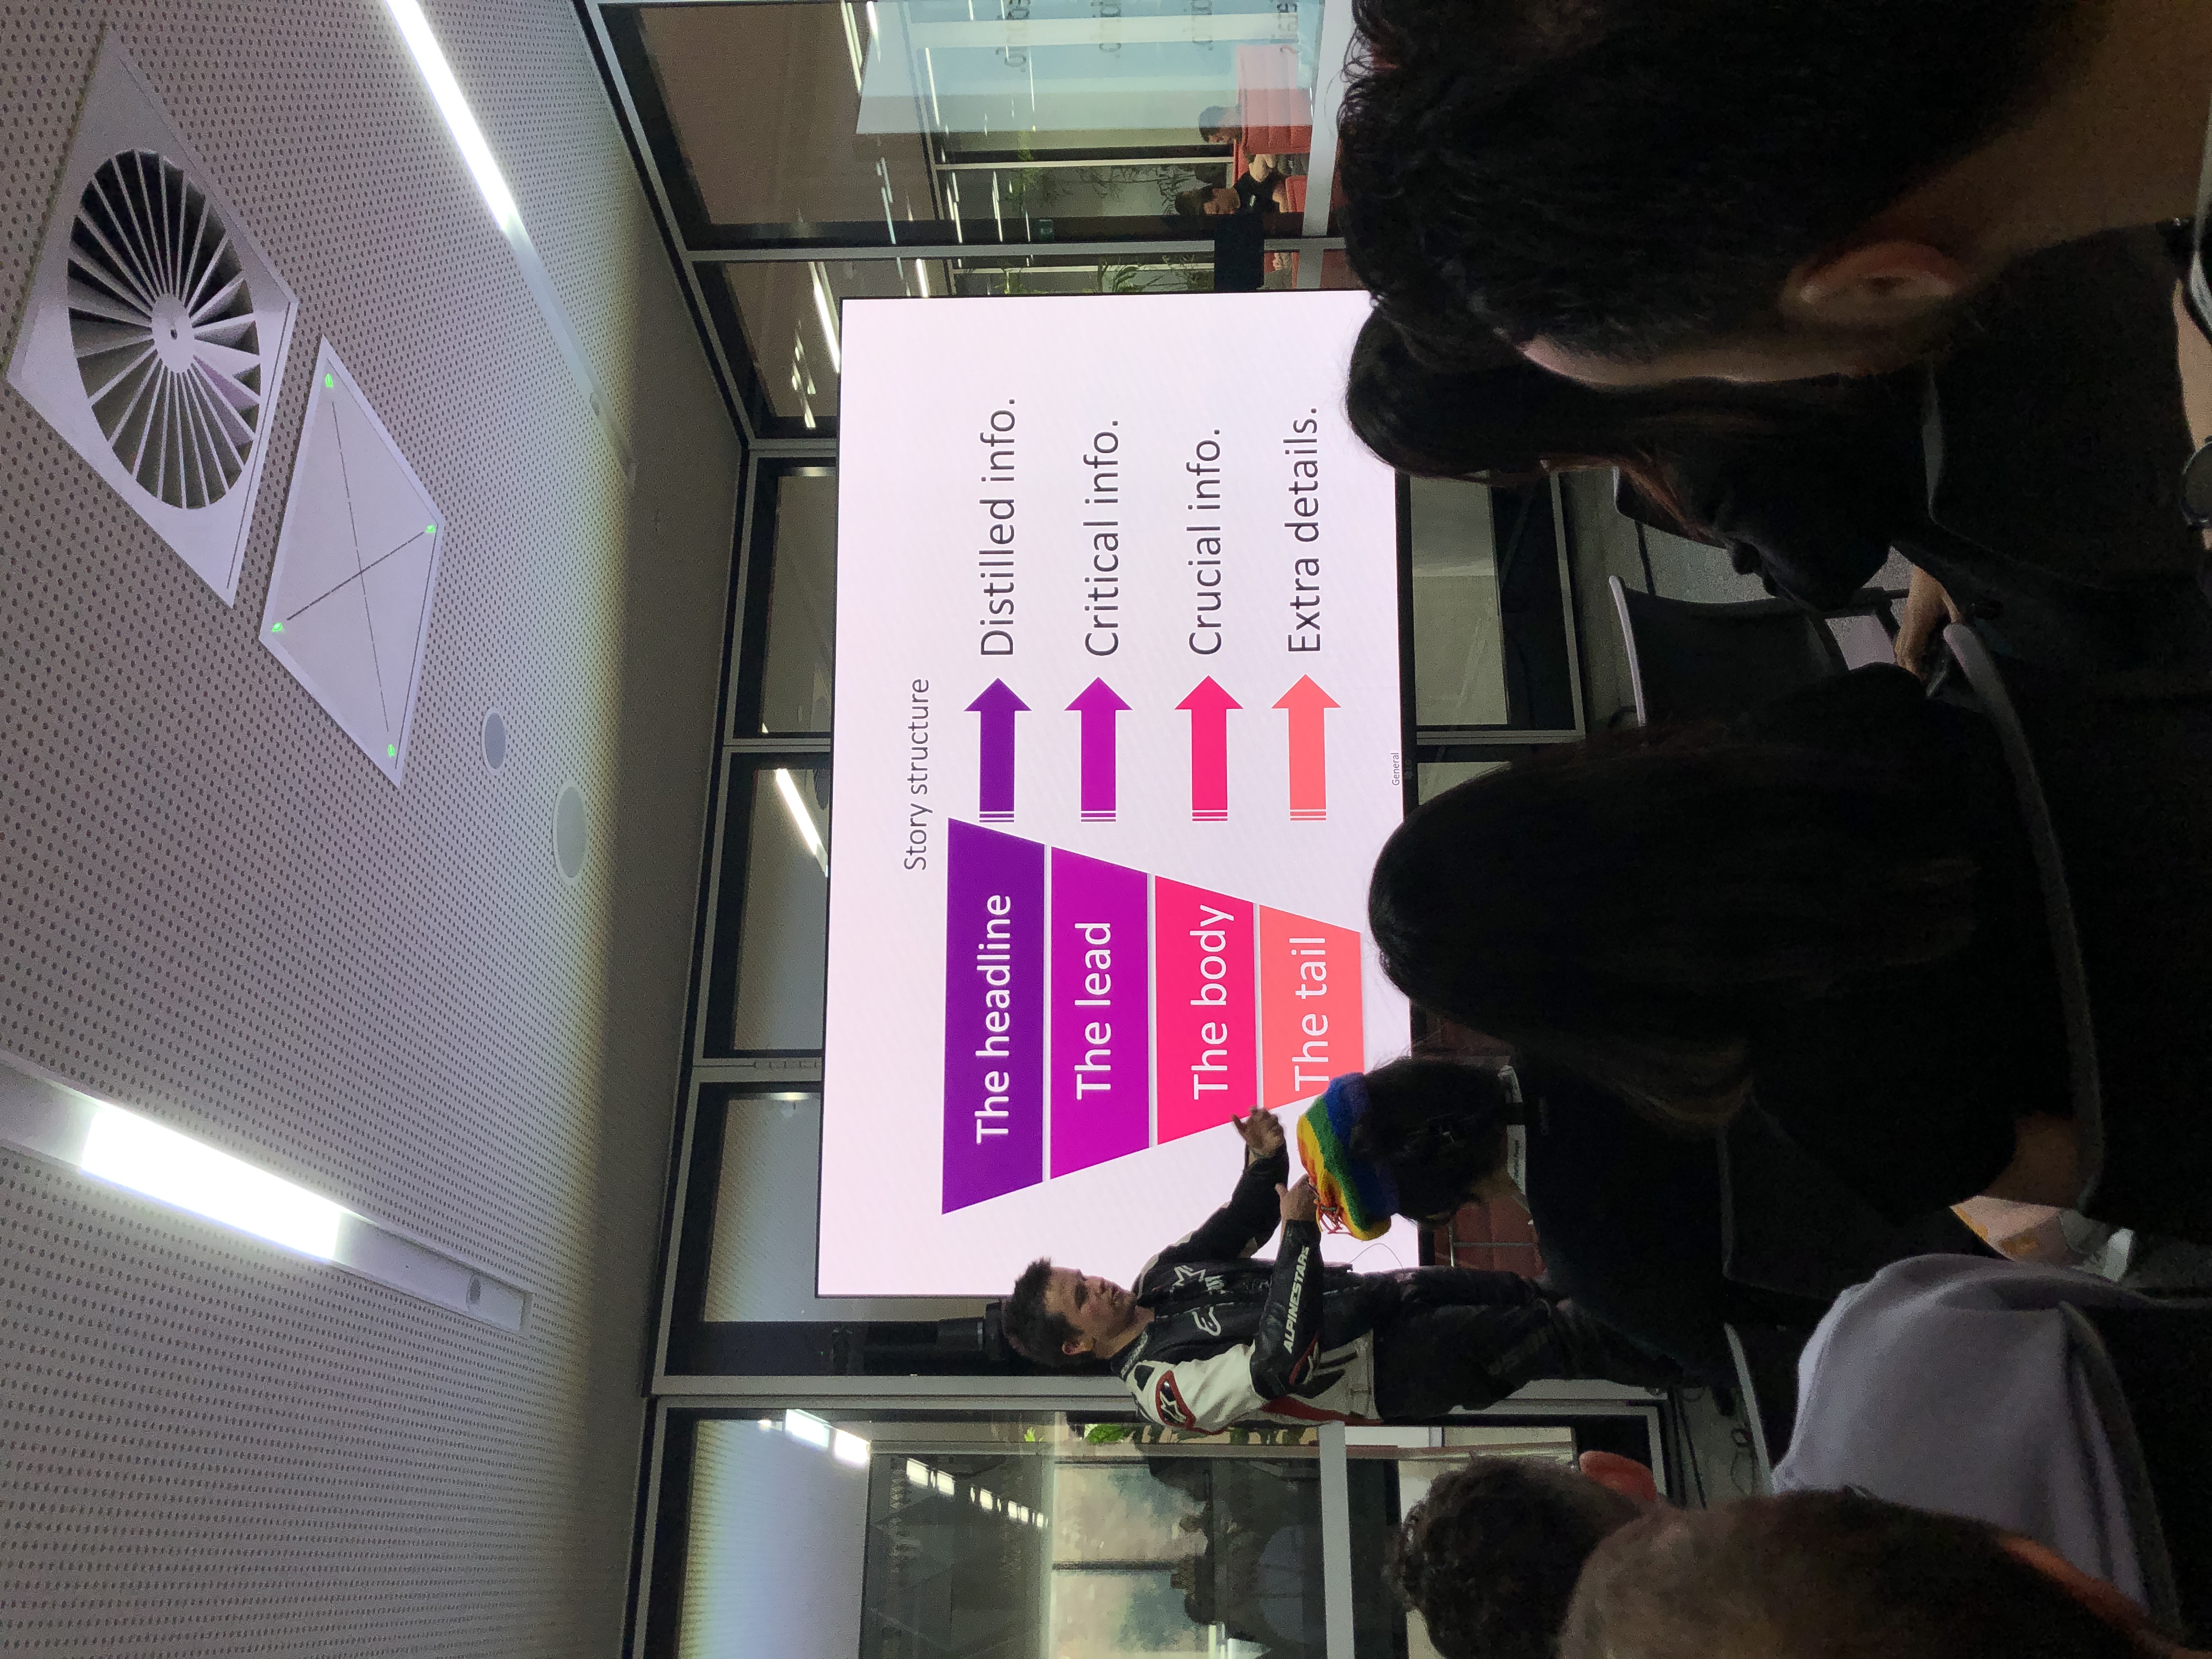 Story structure
The headline
Distilled info.
The lead
Critical info.
The body
Crucial info.
The tail
Extra details.
General
LG
ALPINESTARS